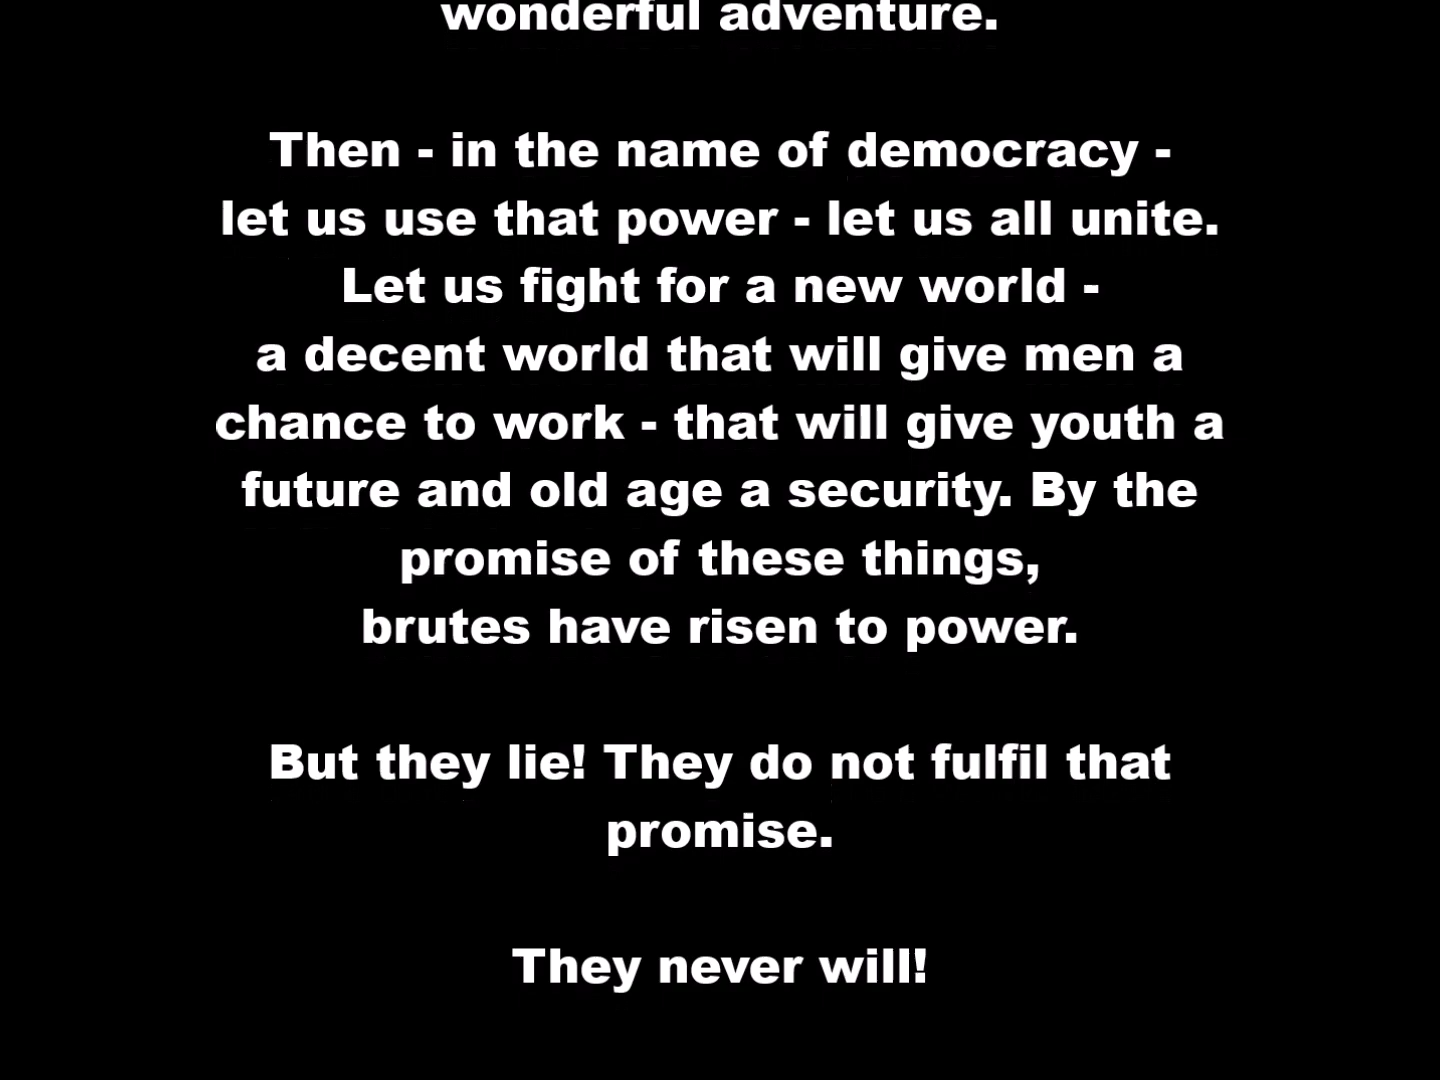 wonderful adventure.
Then - in the name of democracy -
let us use that power - let us all unite.
Let us fight for a new world -
a decent world that will give men a
chance to work - that will give youth a
future and old age a security. By the
promise of these things,
brutes have risen to power.
But they lie! They do not fulfil that
promise.
They never will!